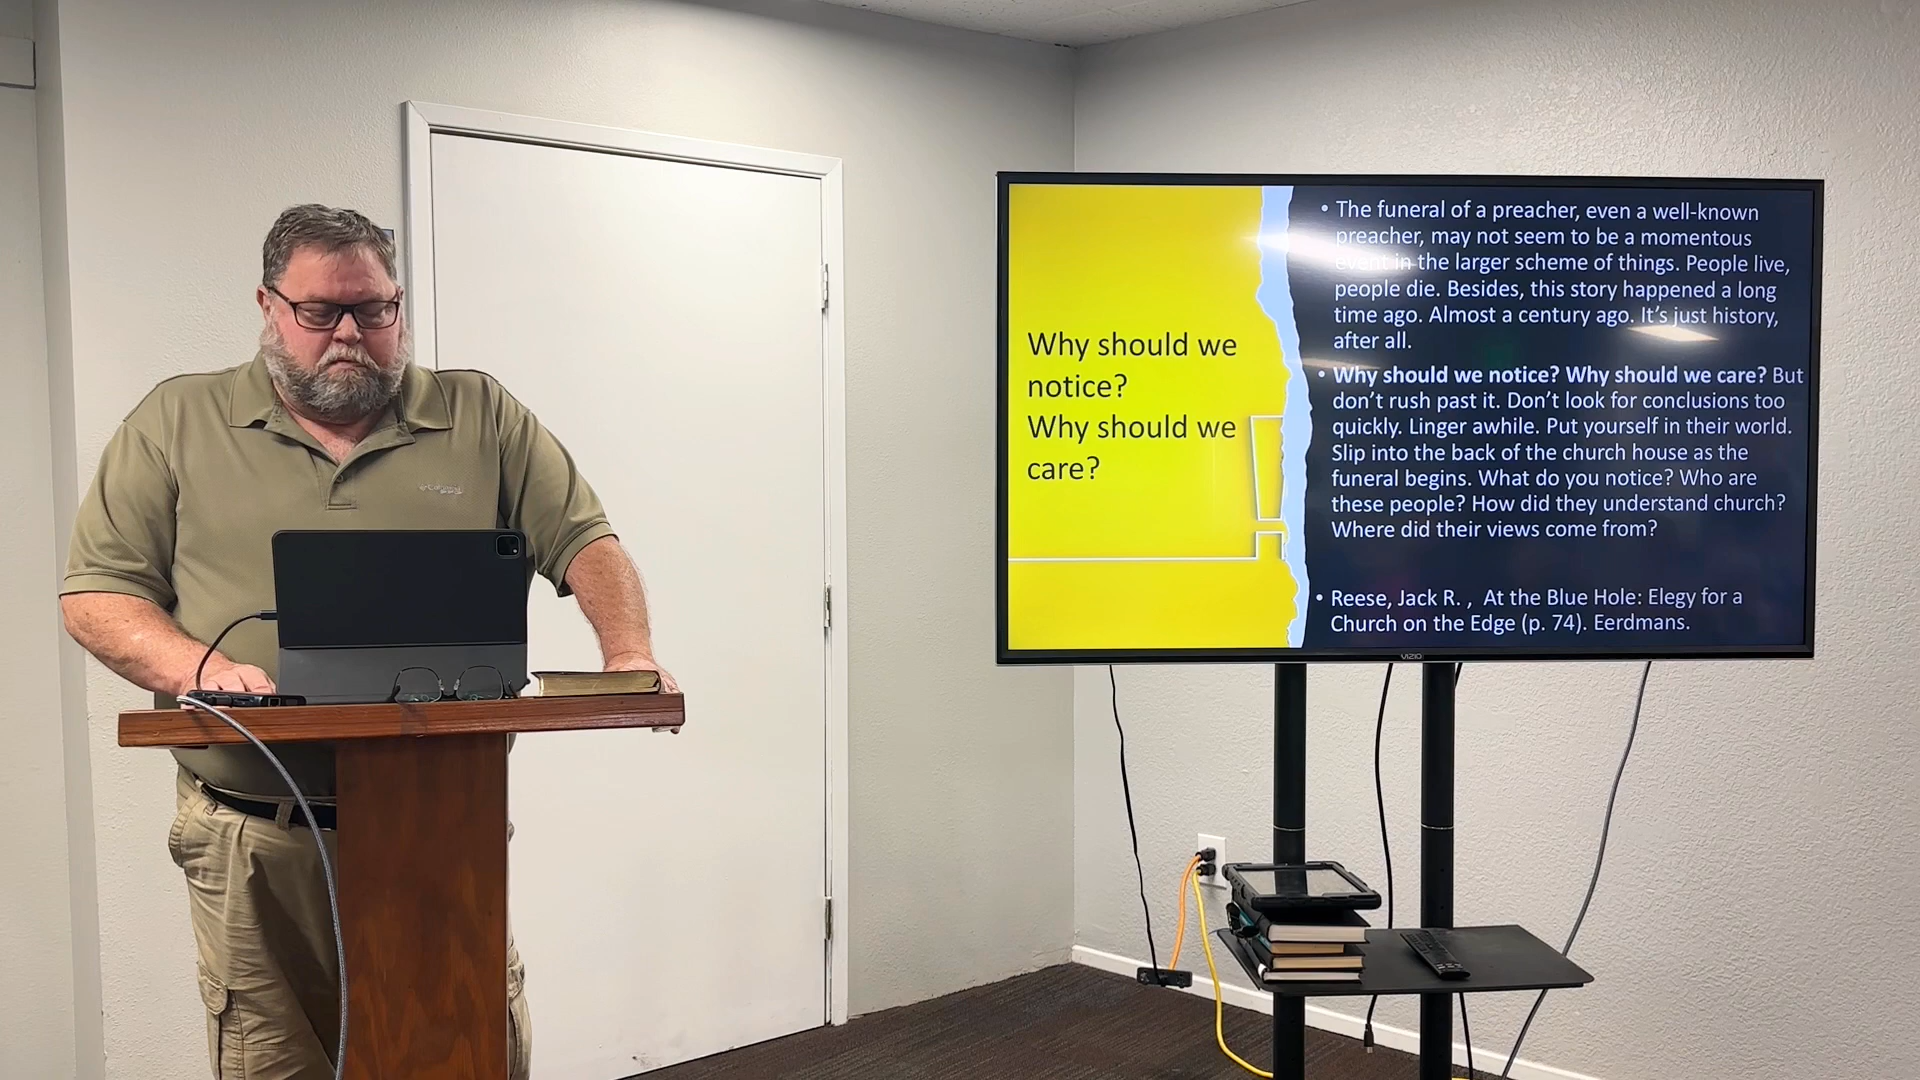 Why should we
notice?
Why should we
care?
• The funeral of a preacher, even a well-known
preacher, may not seem to be a momentous
event in the larger scheme of things. People live,
people die. Besides, this story happened a long
time ago. Almost a century ago. It's just history,
after all.
• Why should we notice? Why should we care? But
don't rush past it. Don't look for conclusions too
quickly. Linger awhile. Put yourself in their world.
Slip into the back of the church house as the
funeral begins. What do you notice? Who are
these people? How did they understand church?
Where did their views come from?
• Reese, Jack R. , At the Blue Hole: Elegy for a
Church on the Edge (p. 74). Eerdmans.
VIZIO